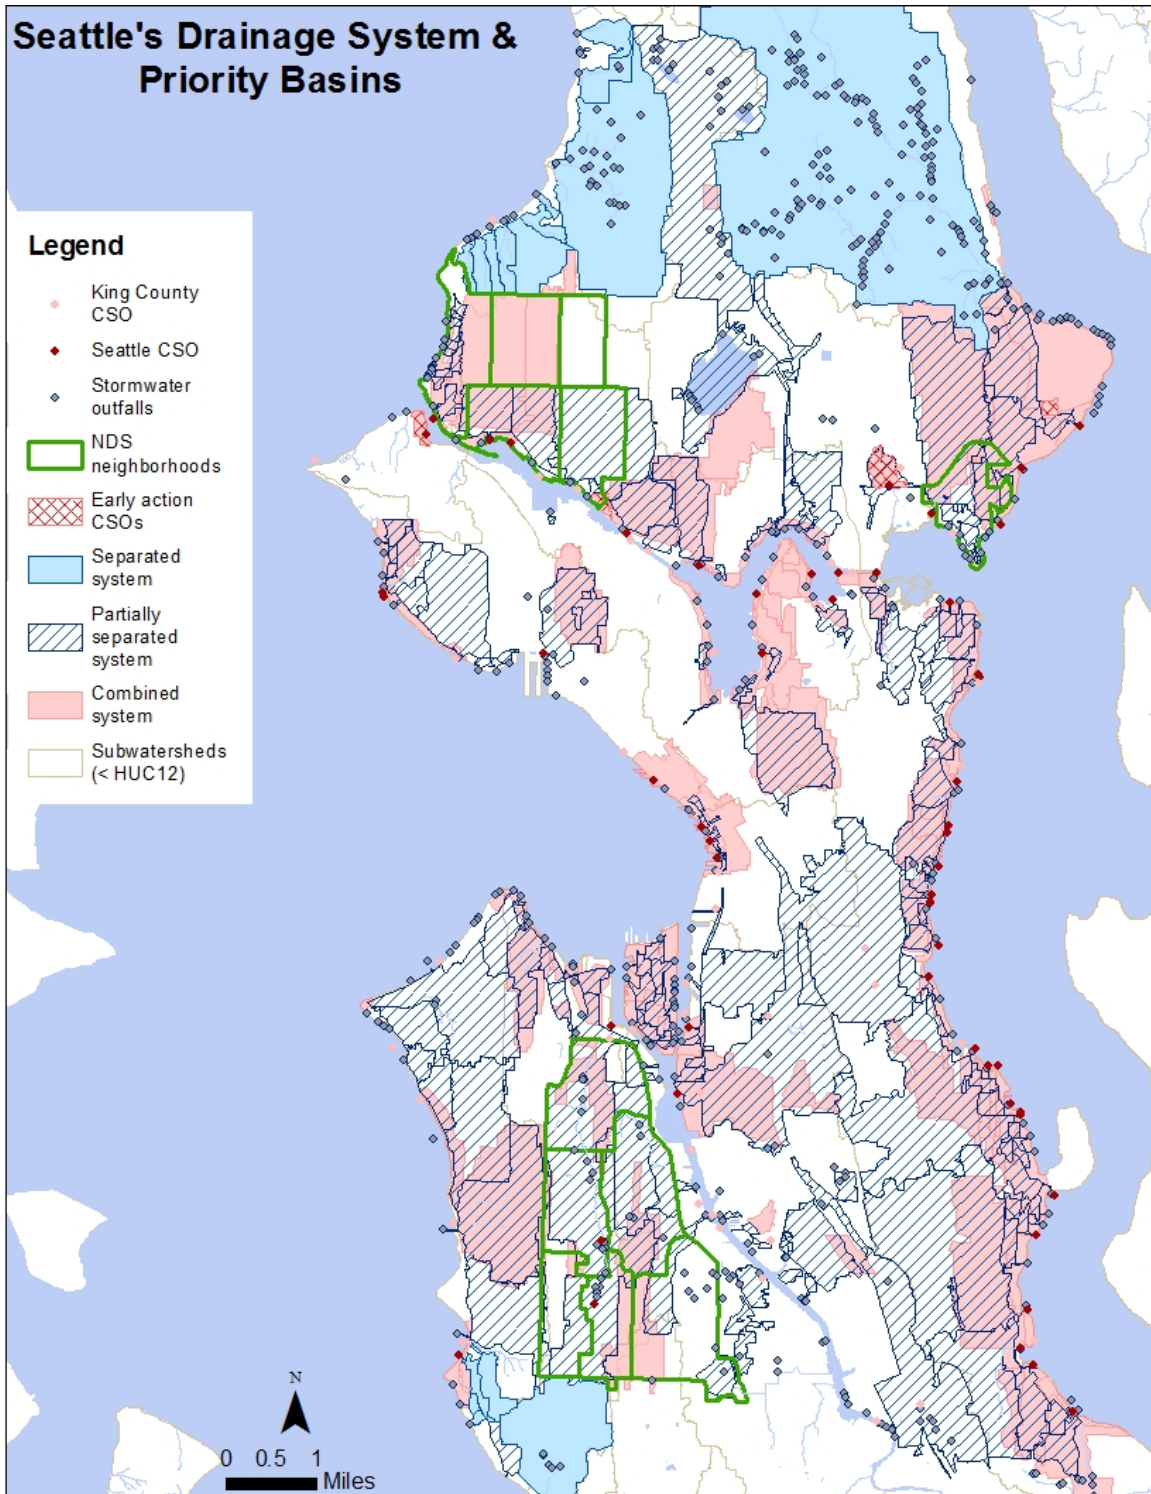 Seattle's Drainage System &
Priority Basins
Legend
King County
CSO
Seattle CSO
Stormwater
outfalls
NDS
neighborhoods
Early action
CSOs
Separated
system
Partially
separated
system
Combined
system
Subwatersheds
(< HUC12)
N
0 0.5 1
Miles